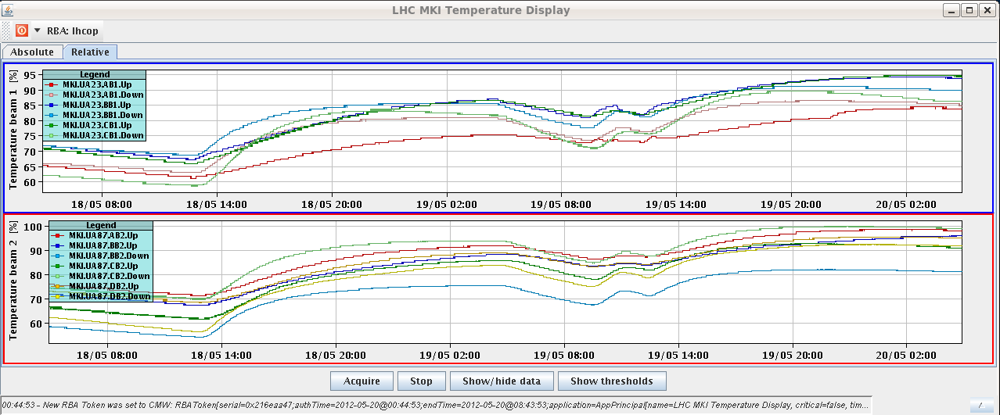 LHC MKI Temperature Display
RBA: lhcop
Absolute Relative
Temperature beam 1 [%]
95
90
85
80
75
70
65
60
Legend
MKI.UA23.AB1.Up
MKI.UA23.AB1.Down
MKI.UA23.BB1.Up
MKI.UA23.BB1.Down
MKI.UA23.CB1.Up
MKI.UA23.CB1.Down
18/05 08:00 18/05 14:00 18/05 20:00 19/05 02:00 19/05 08:00 19/05 14:00 19/05 20:00 20/05 02:00
Temperature beam 2 [%]
100
90
80
70
60
Legend
MKI.UA87.AB2.Up
MKI.UA87.BB2.Up
MKI.UA87.BB2.Down
MKI.UA87.CB2.Up
MKI.UA87.CB2.Down
MKI.UA87.DB2.Up
MKI.UA87.DB2.Down
18/05 08:00 18/05 14:00 18/05 20:00 19/05 02:00 19/05 08:00 19/05 14:00 19/05 20:00 20/05 02:00
Acquire Stop Show/hide data Show thresholds
00:44:53 - New RBA Token was set to CMW: RBAToken[serial=0x216eaa47;authTime=2012-05-20@00:44:53;endTime=2012-05-20@08:43:53;application=AppPrincipal[name=LHC MKI Temperature Display, critical=false, tim...